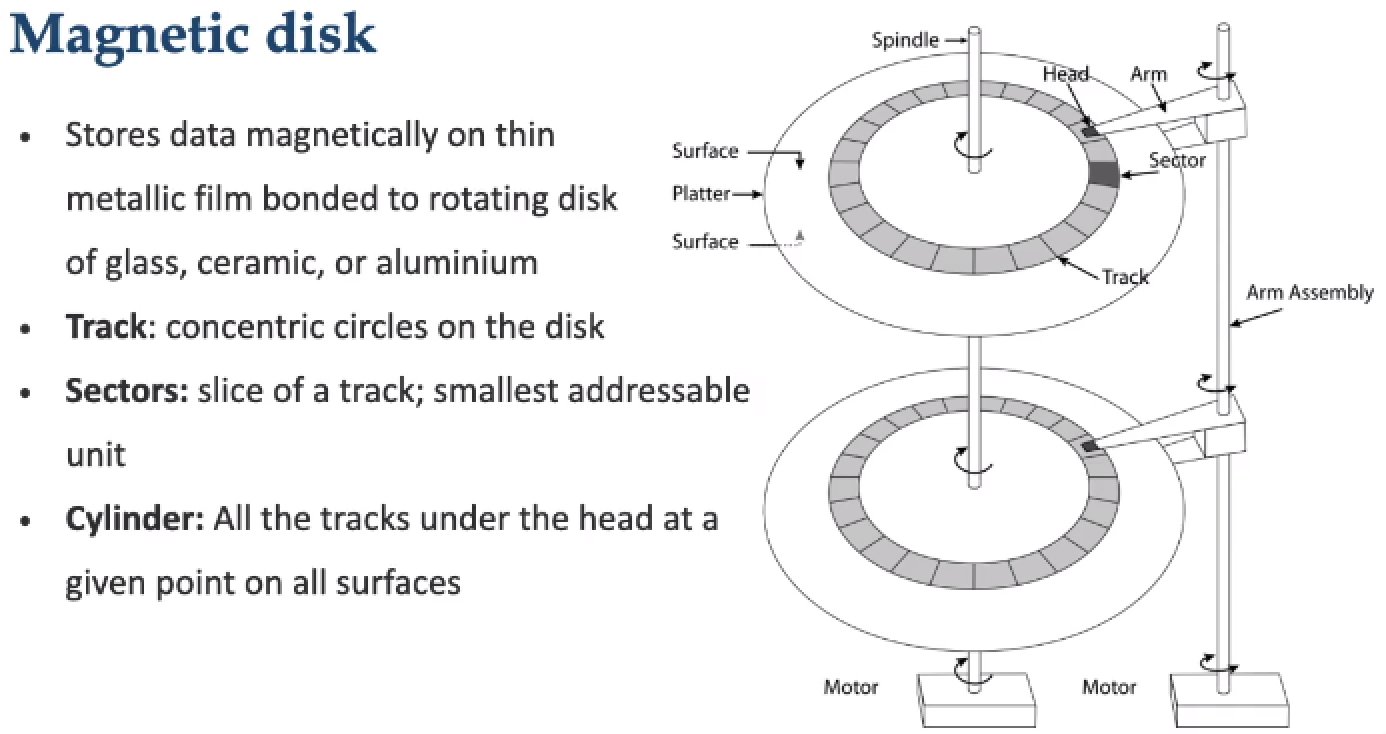 Magnetic disk
• Stores data magnetically on thin
metallic film bonded to rotating disk
of glass, ceramic, or aluminium
• Track: concentric circles on the disk
• Sectors: slice of a track; smallest addressable
unit
• Cylinder: All the tracks under the head at a
given point on all surfaces
Spindle
Head
Arm
Surface
Sector
Platter
Surface
Track
Arm Assembly
Motor
Motor